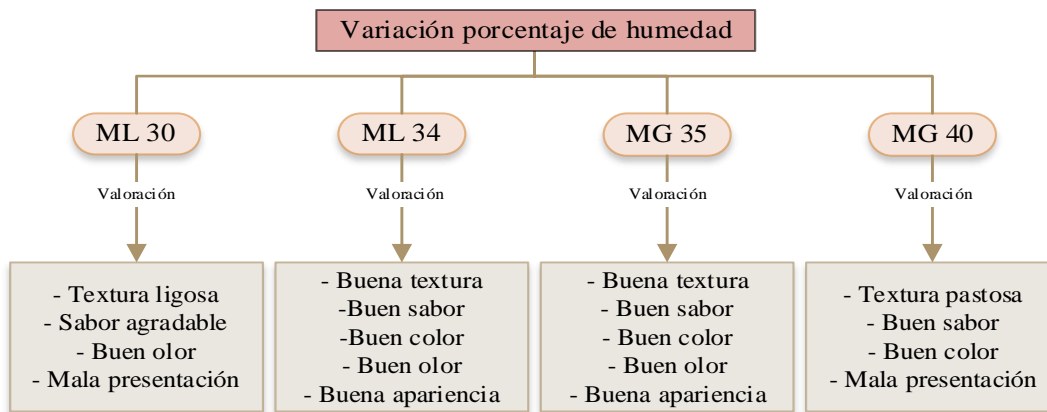 Variación porcentaje de humedad
ML 30
ML 34
MG 35
MG 40
Valoración
Valoración
Valoración
Valoración
- Textura ligosa
- Sabor agradable
- Buen olor
- Mala presentación
- Buena textura
-Buen sabor
-Buen color
- Buen olor
- Buena apariencia
- Buena textura
- Buen sabor
- Buen color
- Buen olor
- Buena apariencia
- Textura pastosa
- Buen sabor
- Buen color
- Mala presentación